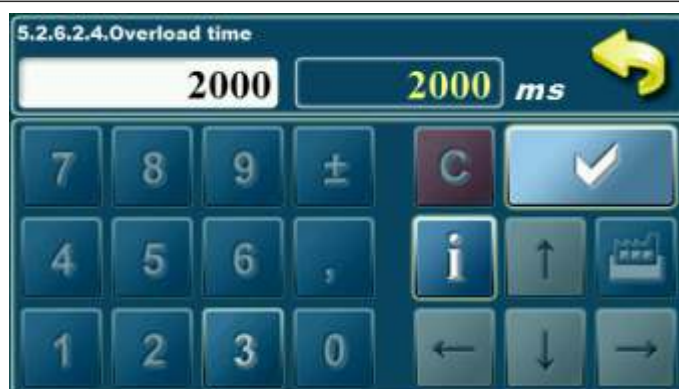 5.2.6.2.4.Overload time
2000 2000 ms
7 8 9 ± C
4 5 6 , i ↑
1 2 3 0 ← ↓ →